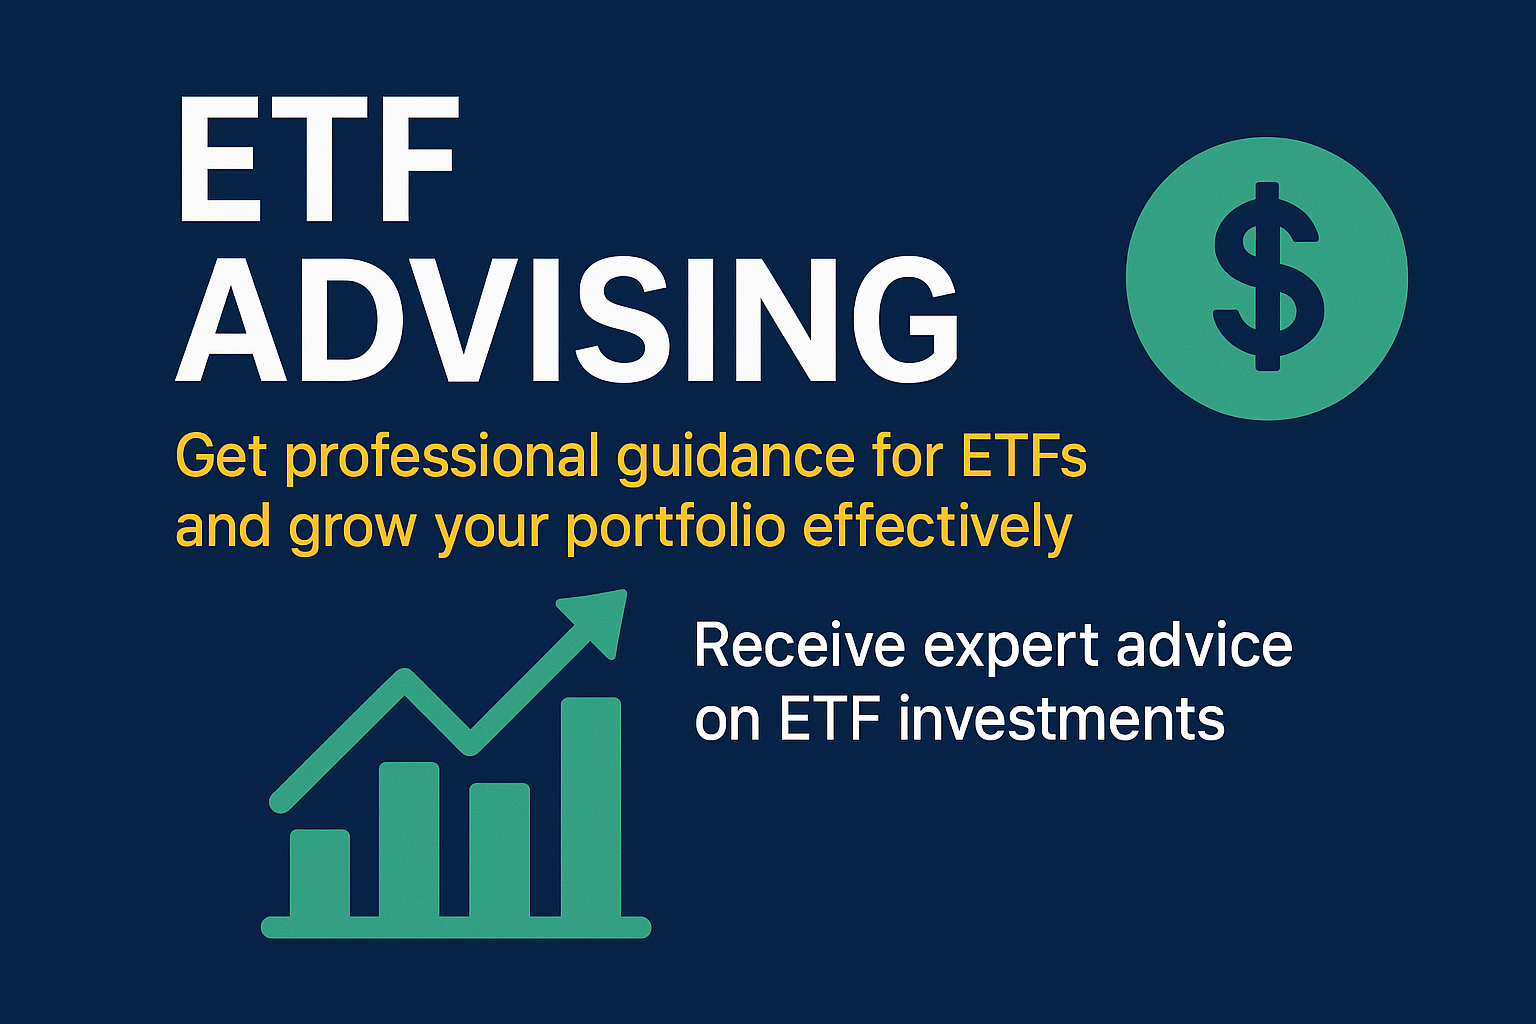 ETF
ADVISING
$
Get professional guidance for ETFs
and grow your portfolio effectively
Receive expert advice
on ETF investments